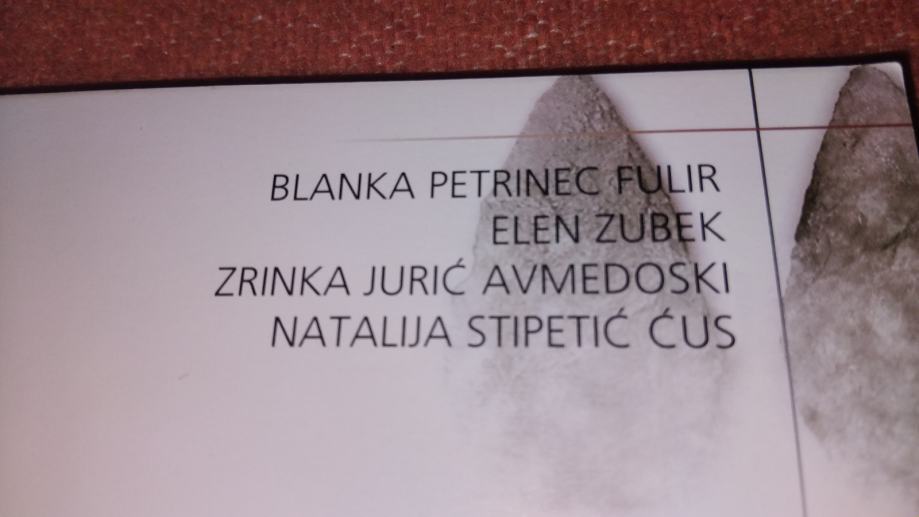 BLANKA PETRINEC FULIR
ELEN ZUBEK
ZRINKA JURIĆ AVMEDOSKI
NATALIJA STIPETIĆ ĆUS